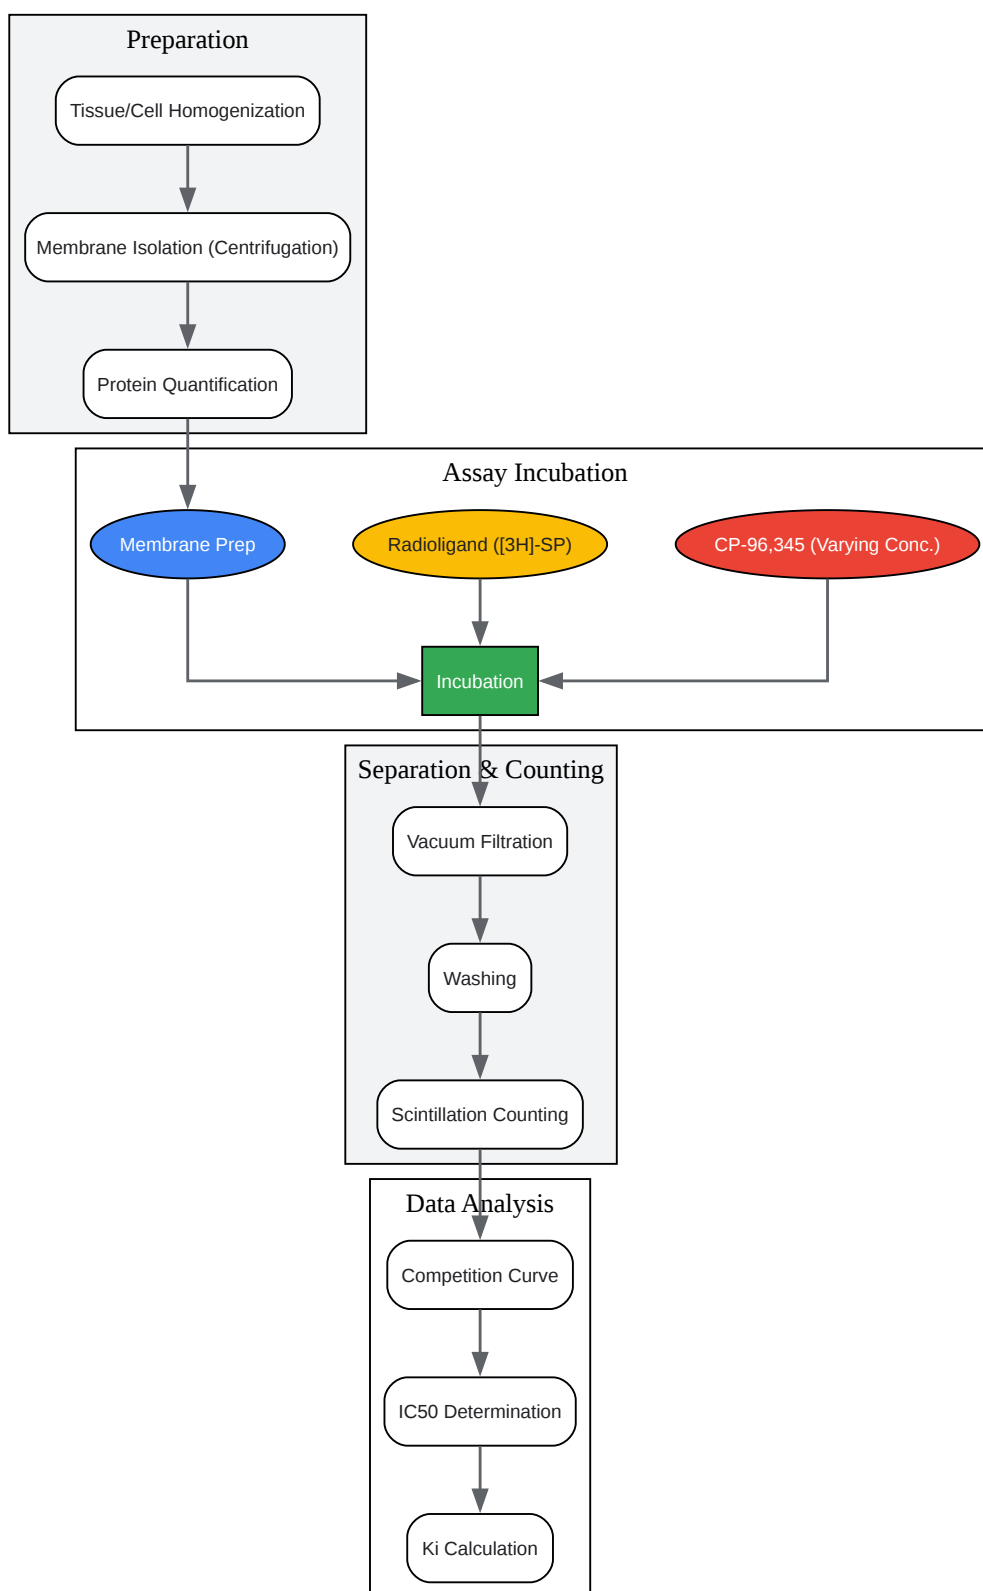 Preparation
Tissue/Cell Homogenization
Membrane Isolation (Centrifugation)
Protein Quantification
Assay Incubation
Membrane Prep
Radioligand ([3H]-SP)
CP-96,345 (Varying Conc.)
Incubation
Separation & Counting
Vacuum Filtration
Washing
Scintillation Counting
Data Analysis
Competition Curve
IC50 Determination
Ki Calculation